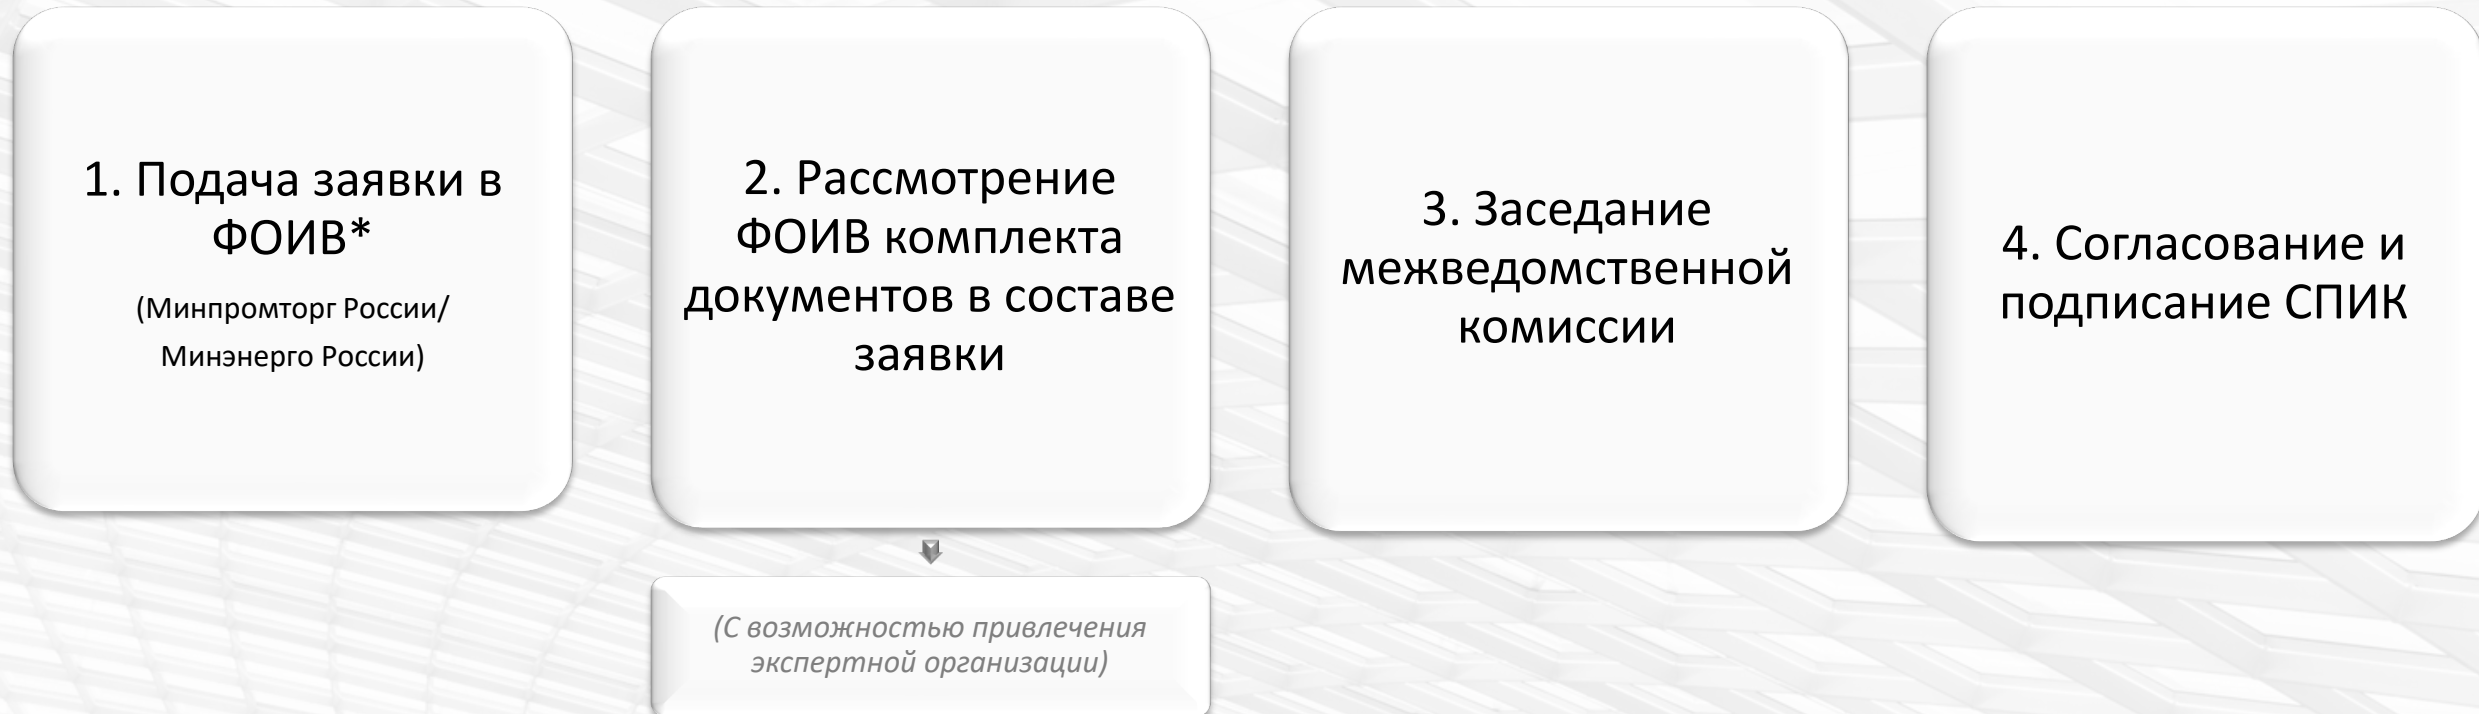 1. Подача заявки в
ФОИВ*
(Минпромторг России/
Минэнерго России)
2. Рассмотрение
ФОИВ комплекта
документов в составе
заявки
(С возможностью привлечения
экспертной организации)
3. Заседание
межведомственной
комиссии
4. Согласование и
подписание СПИК